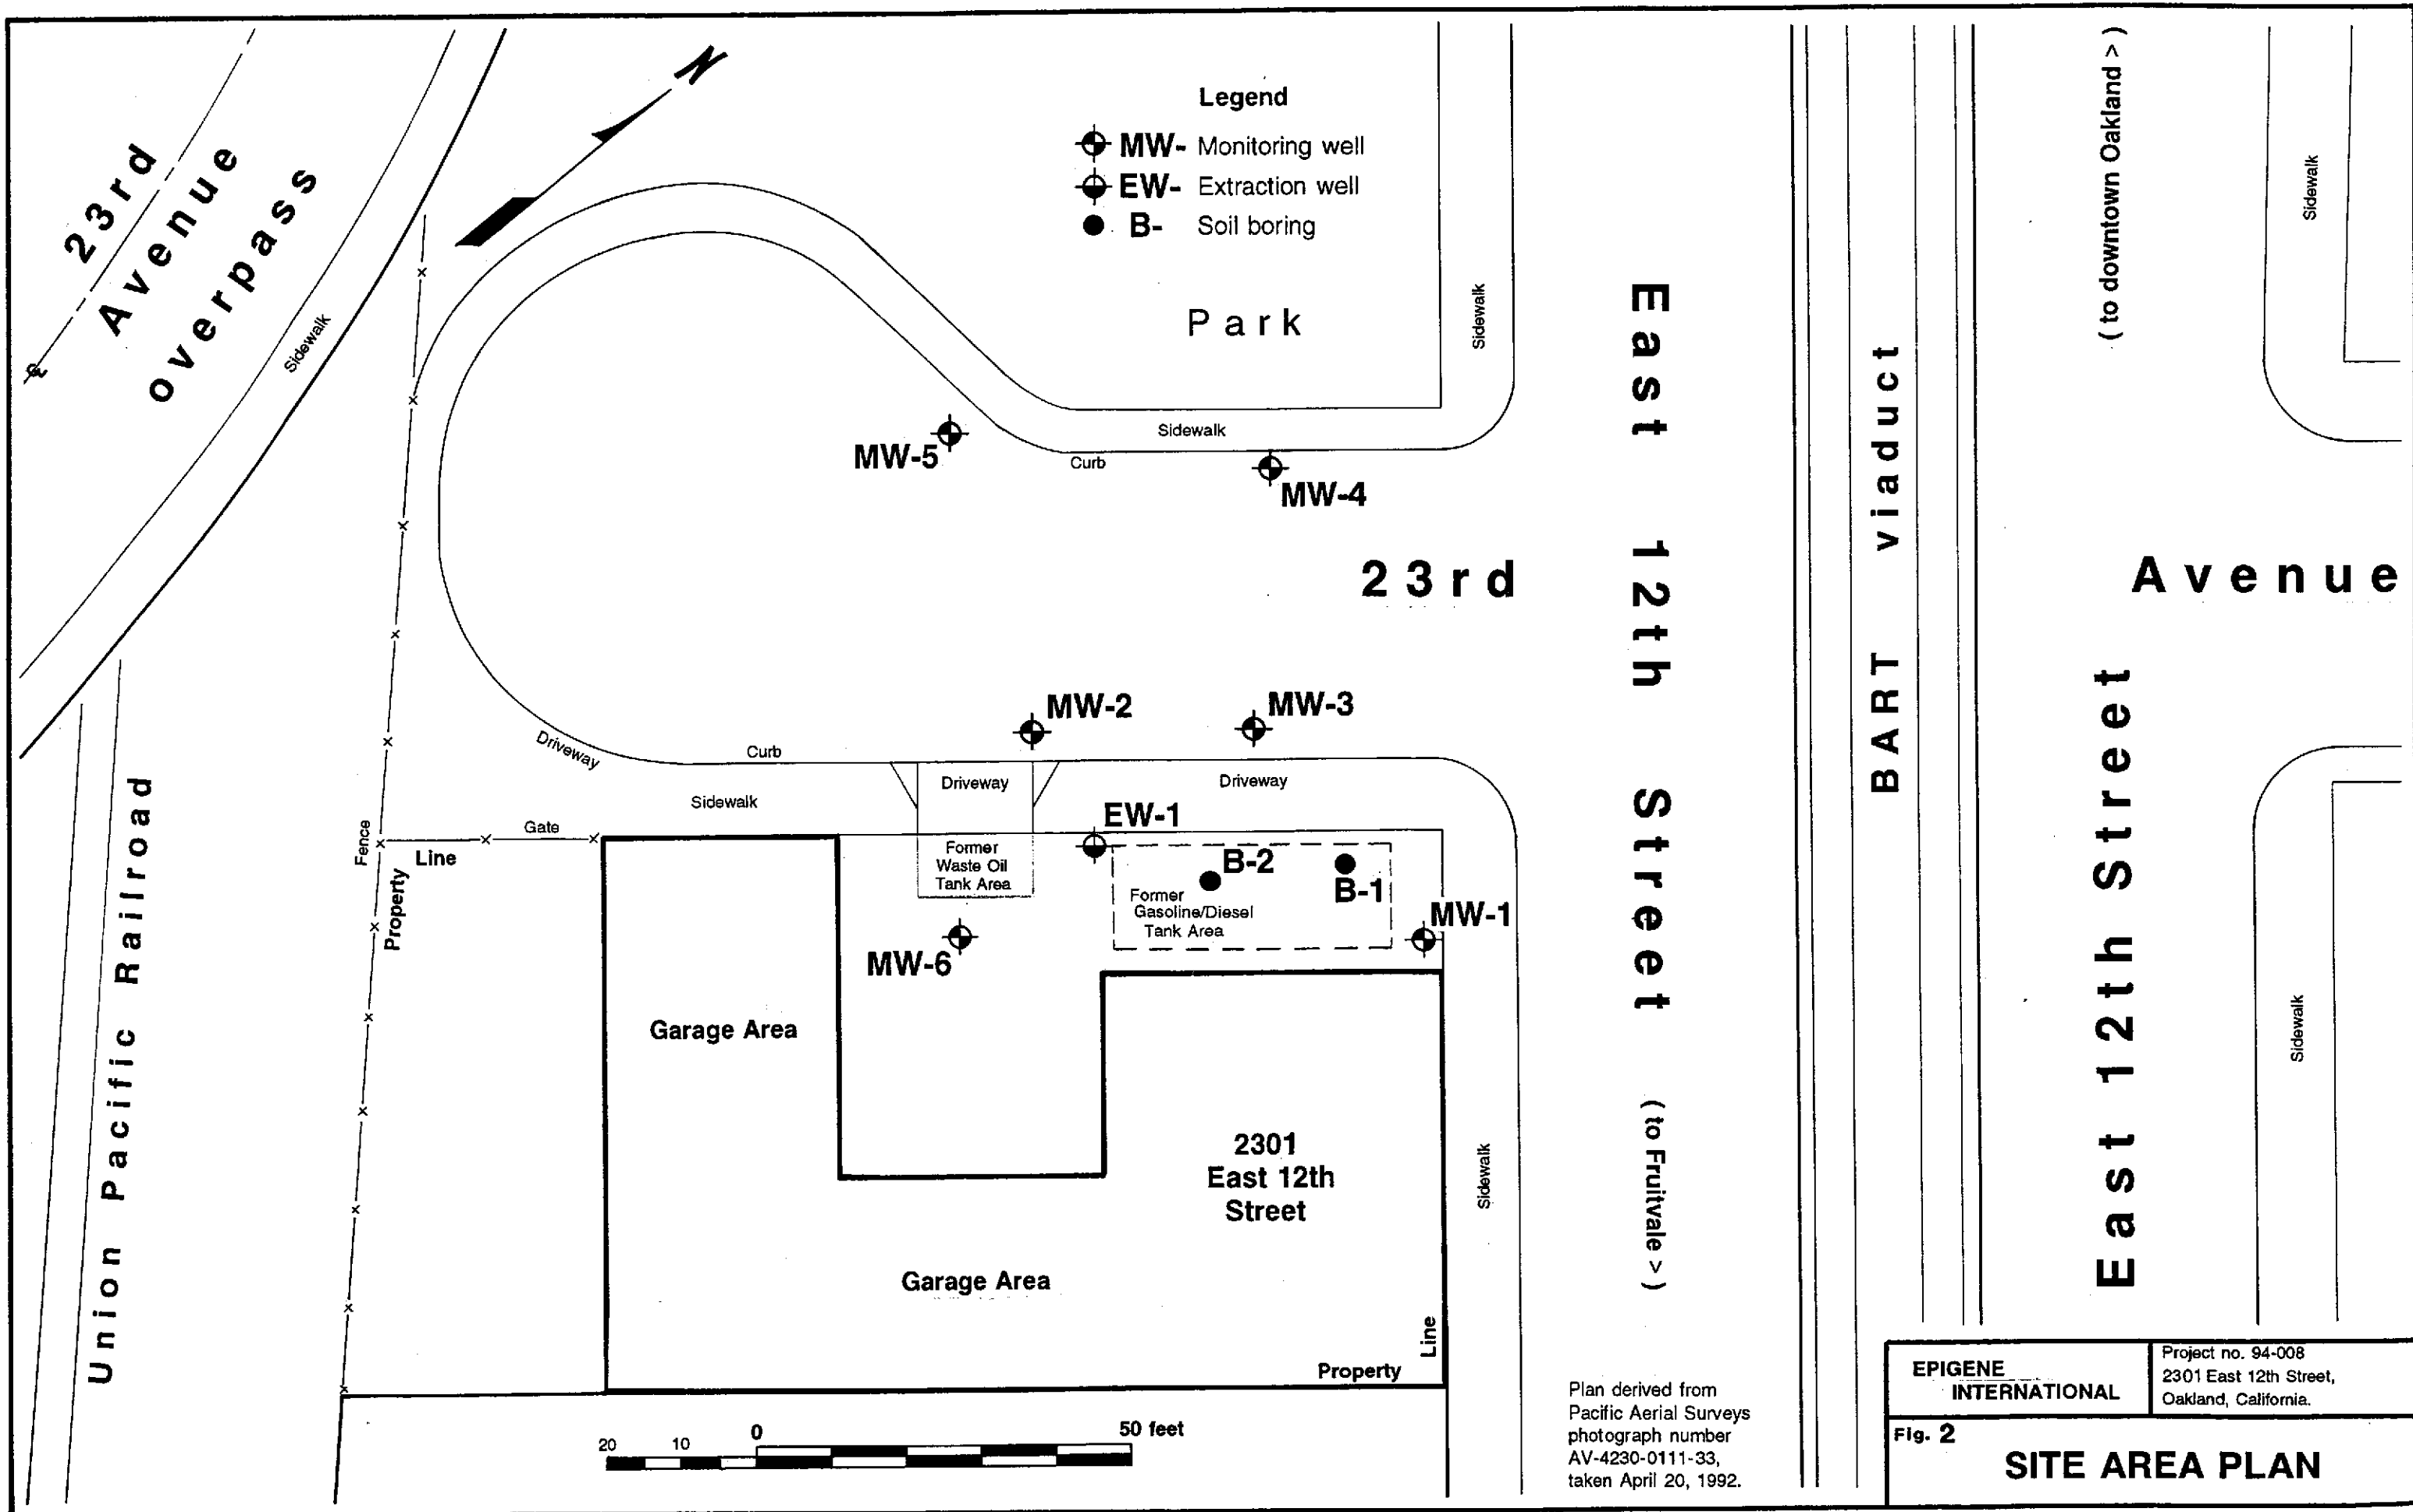 23rd
Avenue
overpass
Sidewalk
N
Legend
MW- Monitoring well
EW- Extraction well
B- Soil boring
Park
Sidewalk
Sidewalk
Curb
MW-5
MW-4
23rd
Avenue
East 12th Street
( to Fruitvale > )
BART viaduct
( to downtown Oakland > )
East 12th Street
Sidewalk
Sidewalk
MW-2
MW-3
Driveway
Curb
Driveway
Driveway
Sidewalk
Gate
Fence
Property
Line
EW-1
Former
Waste Oil
Tank Area
B-2
B-1
Former
Gasoline/Diesel
Tank Area
MW-1
MW-6
Union Pacific Railroad
Garage Area
2301
East 12th
Street
Sidewalk
Garage Area
Property
Line
20 10 0 50 feet
Plan derived from
Pacific Aerial Surveys
photograph number
AV-4230-0111-33,
taken April 20, 1992.
EPIGENE
INTERNATIONAL
Project no. 94-008
2301 East 12th Street,
Oakland, California.
Fig. 2
SITE AREA PLAN